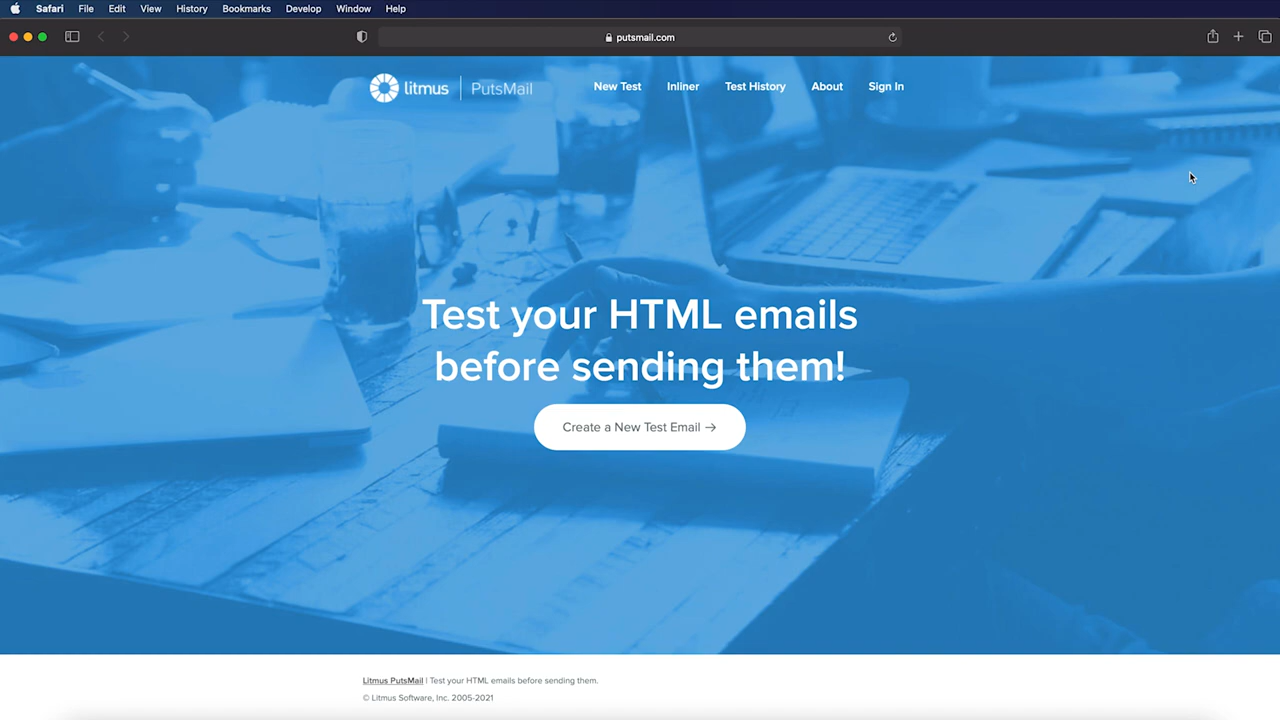 Safari File Edit View History Bookmarks Develop Window Help
putsmail.com
litmus PutsMail New Test Inliner Test History About Sign In
Test your HTML emails
before sending them!
Create a New Test Email →
Litmus PutsMail | Test your HTML emails before sending them.
© Litmus Software, Inc. 2005-2021